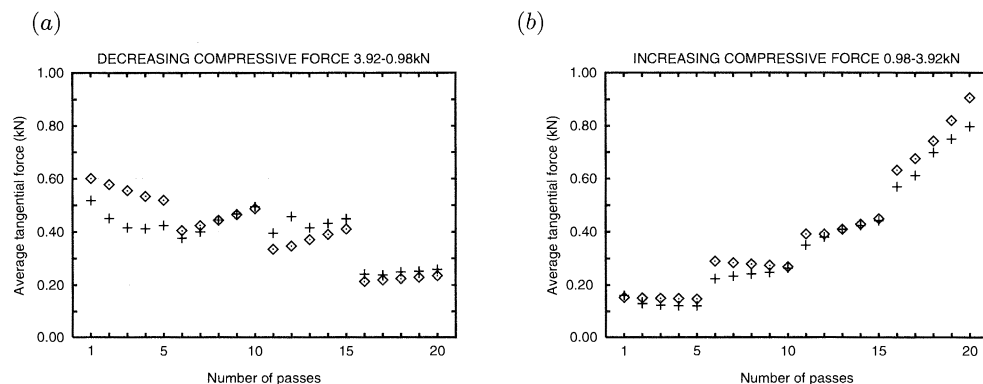 (a)
DECREASING COMPRESSIVE FORCE 3.92-0.98kN
1.00
0.80
0.60
0.40
0.20
0.00
Average tangential force (kN)
1 5 10 15 20
Number of passes
(b)
INCREASING COMPRESSIVE FORCE 0.98-3.92kN
1.00
0.80
0.60
0.40
0.20
0.00
Average tangential force (kN)
1 5 10 15 20
Number of passes